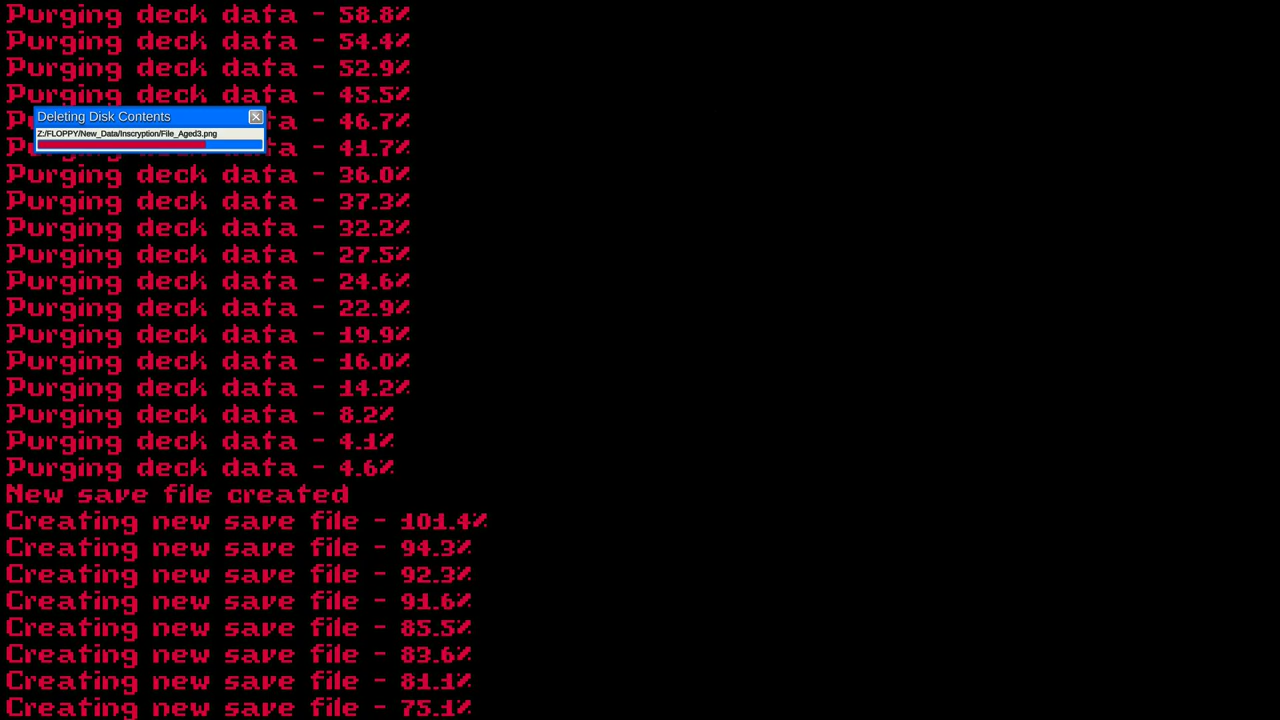 Purging deck data - 58.8%
Purging deck data - 54.4%
Purging deck data - 52.9%
Purging deck data - 45.5%
Deleting Disk Contents
Z:/FLOPPY/New_Data/Inscryption/File_Aged3.png
46.7%
41.7%
Purging deck data - 36.0%
Purging deck data - 37.3%
Purging deck data - 32.2%
Purging deck data - 27.5%
Purging deck data - 24.6%
Purging deck data - 22.9%
Purging deck data - 19.9%
Purging deck data - 16.0%
Purging deck data - 14.2%
Purging deck data - 8.2%
Purging deck data - 4.1%
Purging deck data - 4.6%
New save file created
Creating new save file - 101.4%
Creating new save file - 94.3%
Creating new save file - 92.3%
Creating new save file - 91.6%
Creating new save file - 85.5%
Creating new save file - 83.6%
Creating new save file - 81.1%
Creating new save file - 75.1%